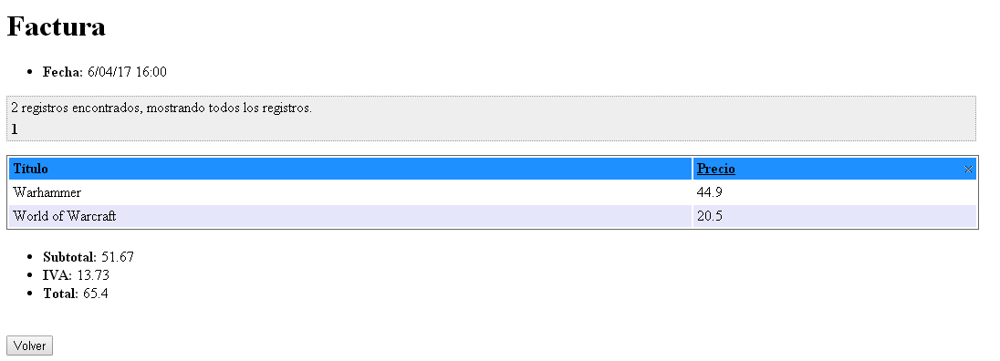 Factura
Fecha: 6/04/17 16:00
2 registros encontrados, mostrando todos los registros.
1
Título Precio
Warhammer 44.9
World of Warcraft 20.5
Subtotal: 51.67
IVA: 13.73
Total: 65.4
Volver